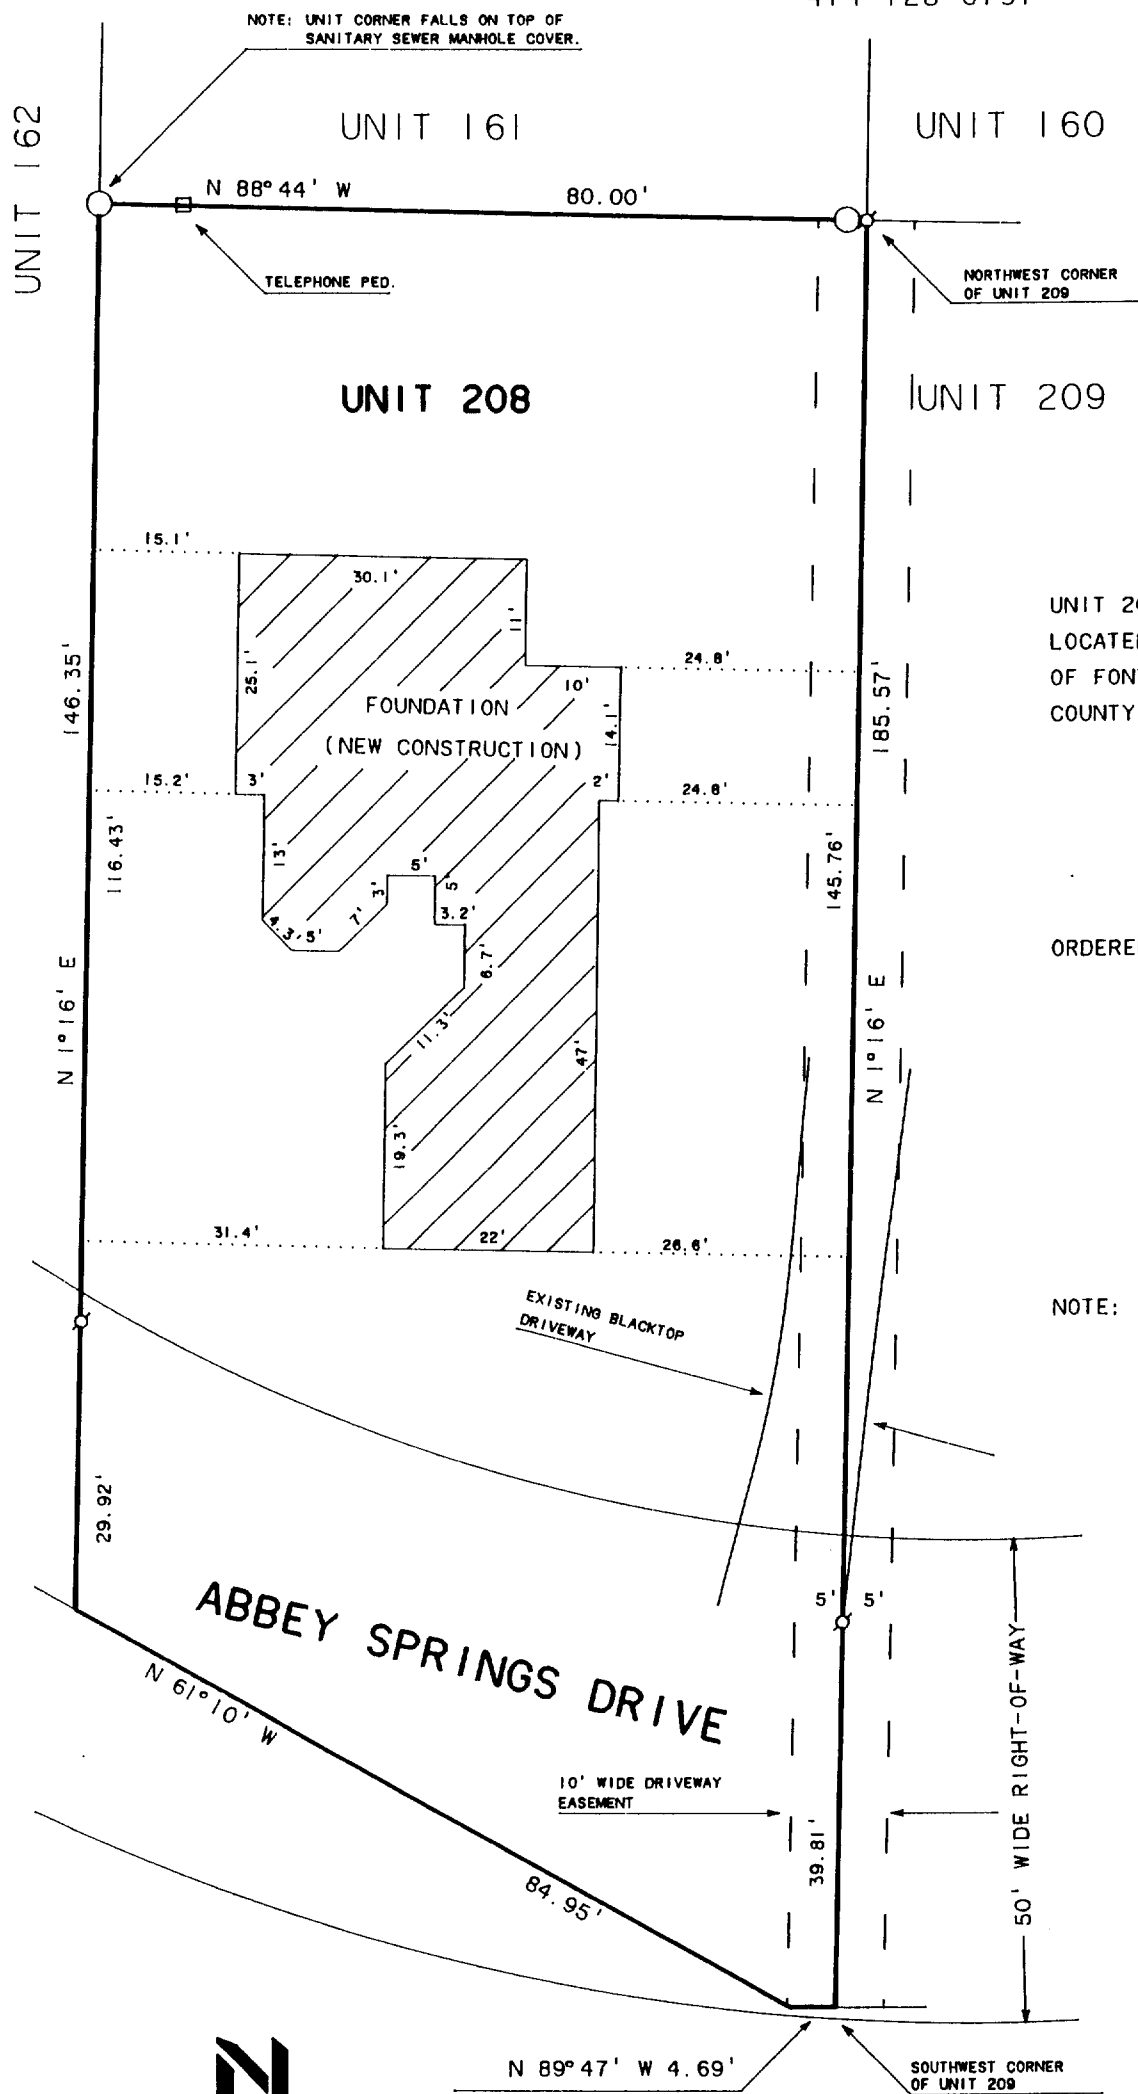 NOTE: UNIT CORNER FALLS ON TOP OF
SANITARY SEWER MANHOLE COVER.
UNIT 162
UNIT 161
UNIT 160
N 88°44' W
80.00'
TELEPHONE PED.
NORTHWEST CORNER
OF UNIT 209
UNIT 208
UNIT 209
15.1'
30.1'
11'
25.1'
10'
24.8'
14.1'
146.35'
185.57'
FOUNDATION
(NEW CONSTRUCTION)
LOCATE
COUNTY
15.2'
3'
2'
24.8'
116.43'
145.76'
13'
5'
3'
5'
3.2'
4.3'
5'
7'
6.7'
ORDERE
N 1°16' E
N 1°16' E
11.3'
47'
19.3'
31.4'
22'
26.6'
EXISTING BLACKTOP
DRIVEWAY
NOTE:
29.92'
ABBEY SPRINGS DRIVE
5'
5'
N 61°10' W
50' WIDE RIGHT-OF-WAY
10' WIDE DRIVEWAY
EASEMENT
39.81'
84.95'
N
N 89°47' W 4.69'
SOUTHWEST CORNER
OF UNIT 209